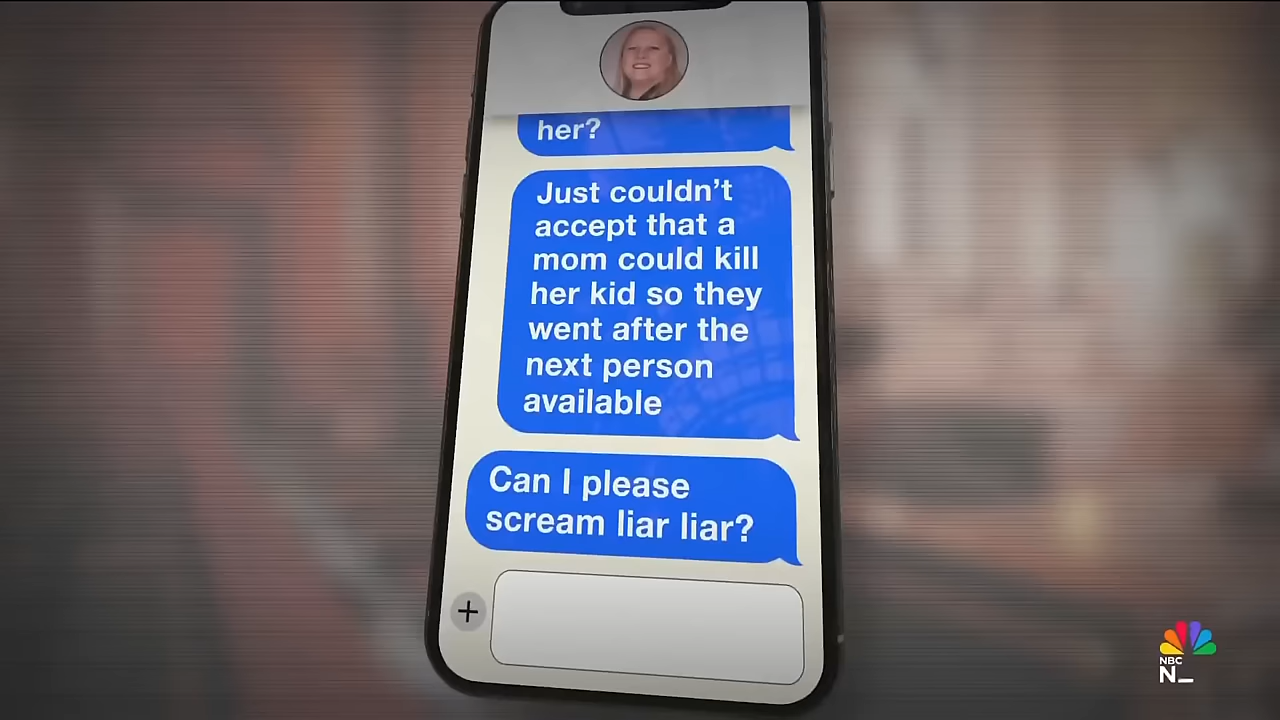 her?
Just couldn't
accept that a
mom could kill
her kid so they
went after the
next person
available
Can I please
scream liar liar?
+
NBC
N_